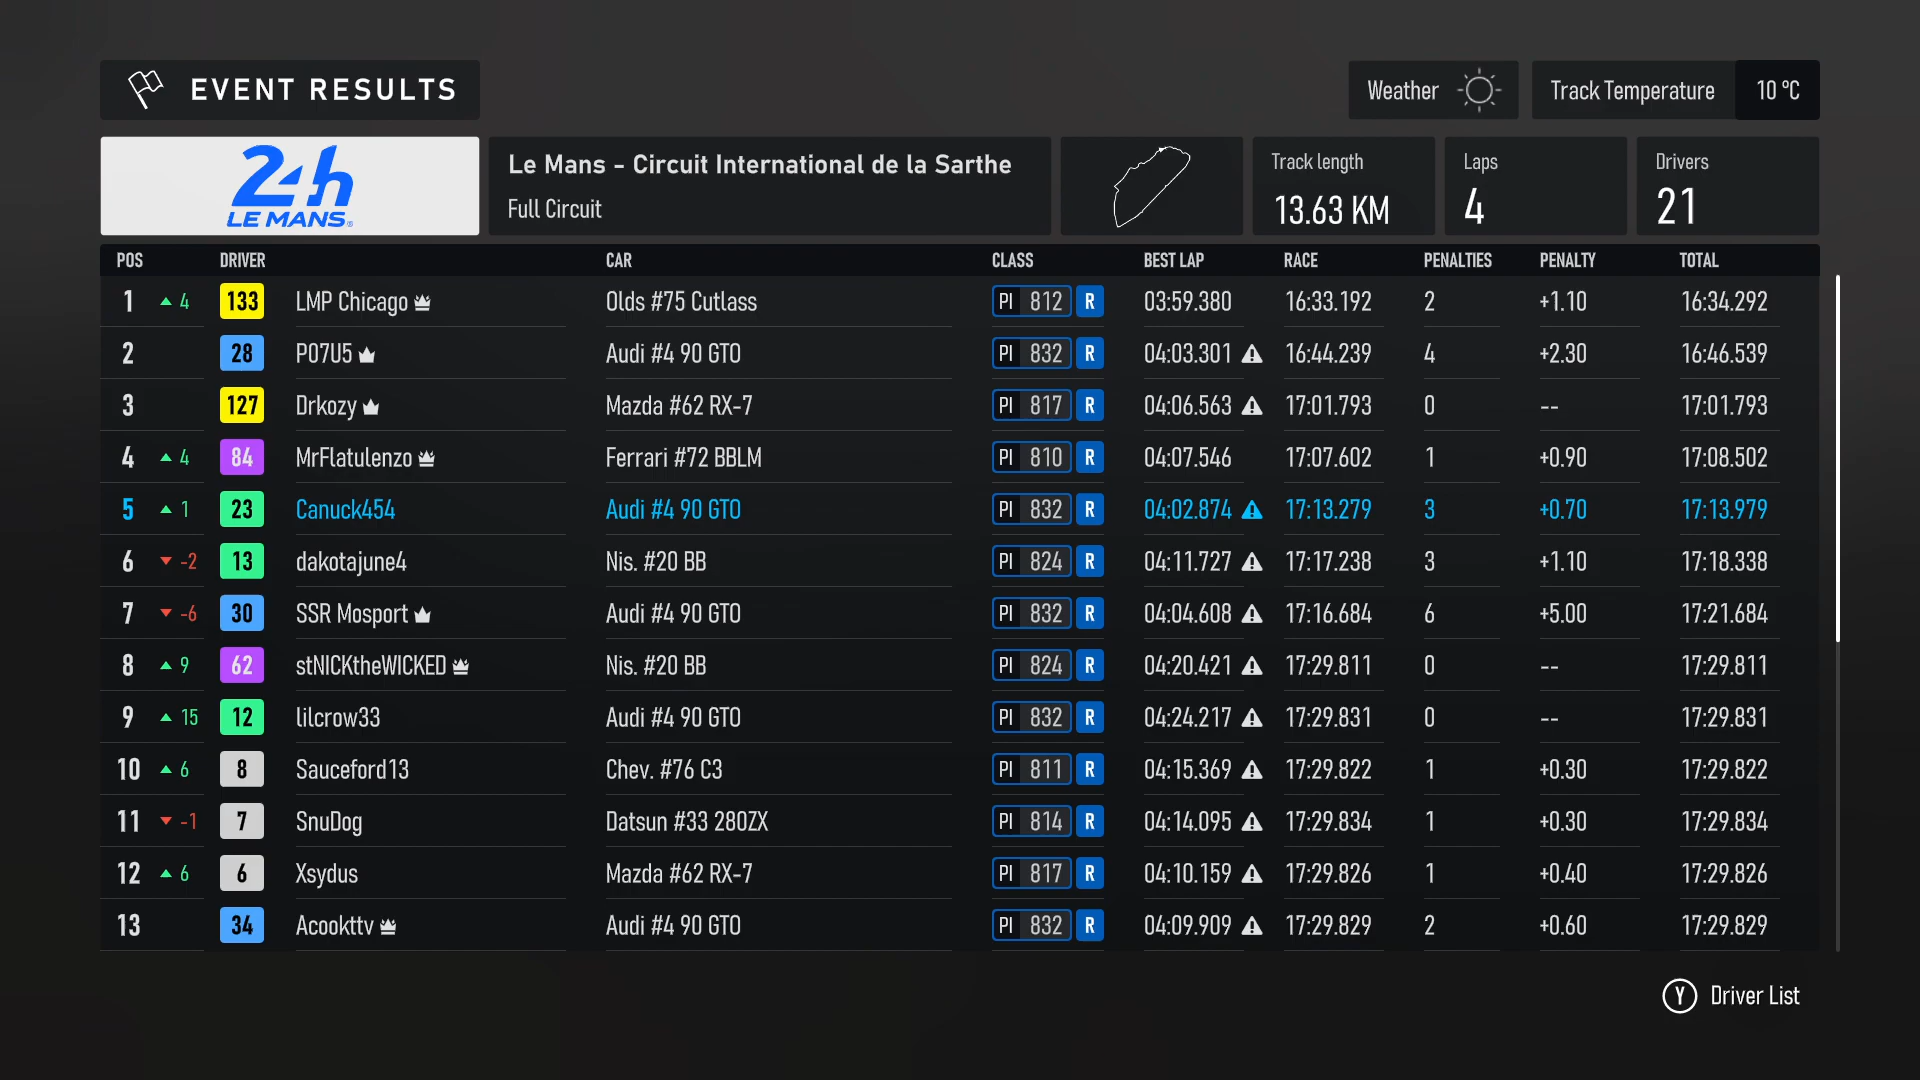 EVENT RESULTS
Weather
Track Temperature 10 ºC
24h
LE MANS®
Le Mans - Circuit International de la Sarthe
Full Circuit
Track length
13.63 KM
Laps
4
Drivers
21
POS DRIVER CAR CLASS BEST LAP RACE PENALTIES PENALTY TOTAL
1 4 133 LMP Chicago Olds #75 Cutlass PI 812 R 03:59.380 16:33.192 2 +1.10 16:34.292
2 28 P07U5 Audi #4 90 GTO PI 832 R 04:03.301 16:44.239 4 +2.30 16:46.539
3 127 Drkozy Mazda #62 RX-7 PI 817 R 04:06.563 17:01.793 0 -- 17:01.793
4 4 84 MrFlatulenzo Ferrari #72 BBLM PI 810 R 04:07.546 17:07.602 1 +0.90 17:08.502
5 1 23 Canuck454 Audi #4 90 GTO PI 832 R 04:02.874 17:13.279 3 +0.70 17:13.979
6 -2 13 dakotajune4 Nis. #20 BB PI 824 R 04:11.727 17:17.238 3 +1.10 17:18.338
7 -6 30 SSR Mosport Audi #4 90 GTO PI 832 R 04:04.608 17:16.684 6 +5.00 17:21.684
8 9 62 stNICKtheWICKED Nis. #20 BB PI 824 R 04:20.421 17:29.811 0 -- 17:29.811
9 15 12 lilcrow33 Audi #4 90 GTO PI 832 R 04:24.217 17:29.831 0 -- 17:29.831
10 6 8 Sauceford13 Chev. #76 C3 PI 811 R 04:15.369 17:29.822 1 +0.30 17:29.822
11 -1 7 SnuDog Datsun #33 280ZX PI 814 R 04:14.095 17:29.834 1 +0.30 17:29.834
12 6 6 Xsydus Mazda #62 RX-7 PI 817 R 04:10.159 17:29.826 1 +0.40 17:29.826
13 34 Acookttv Audi #4 90 GTO PI 832 R 04:09.909 17:29.829 2 +0.60 17:29.829
Y Driver List